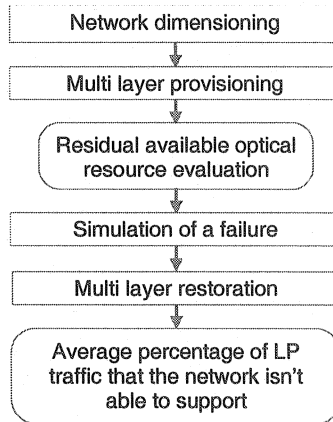 Network dimensioning
Multi layer provisioning
Residual available optical
resource evaluation
Simulation of a failure
Multi layer restoration
Average percentage of LP
traffic that the network isn't
able to support